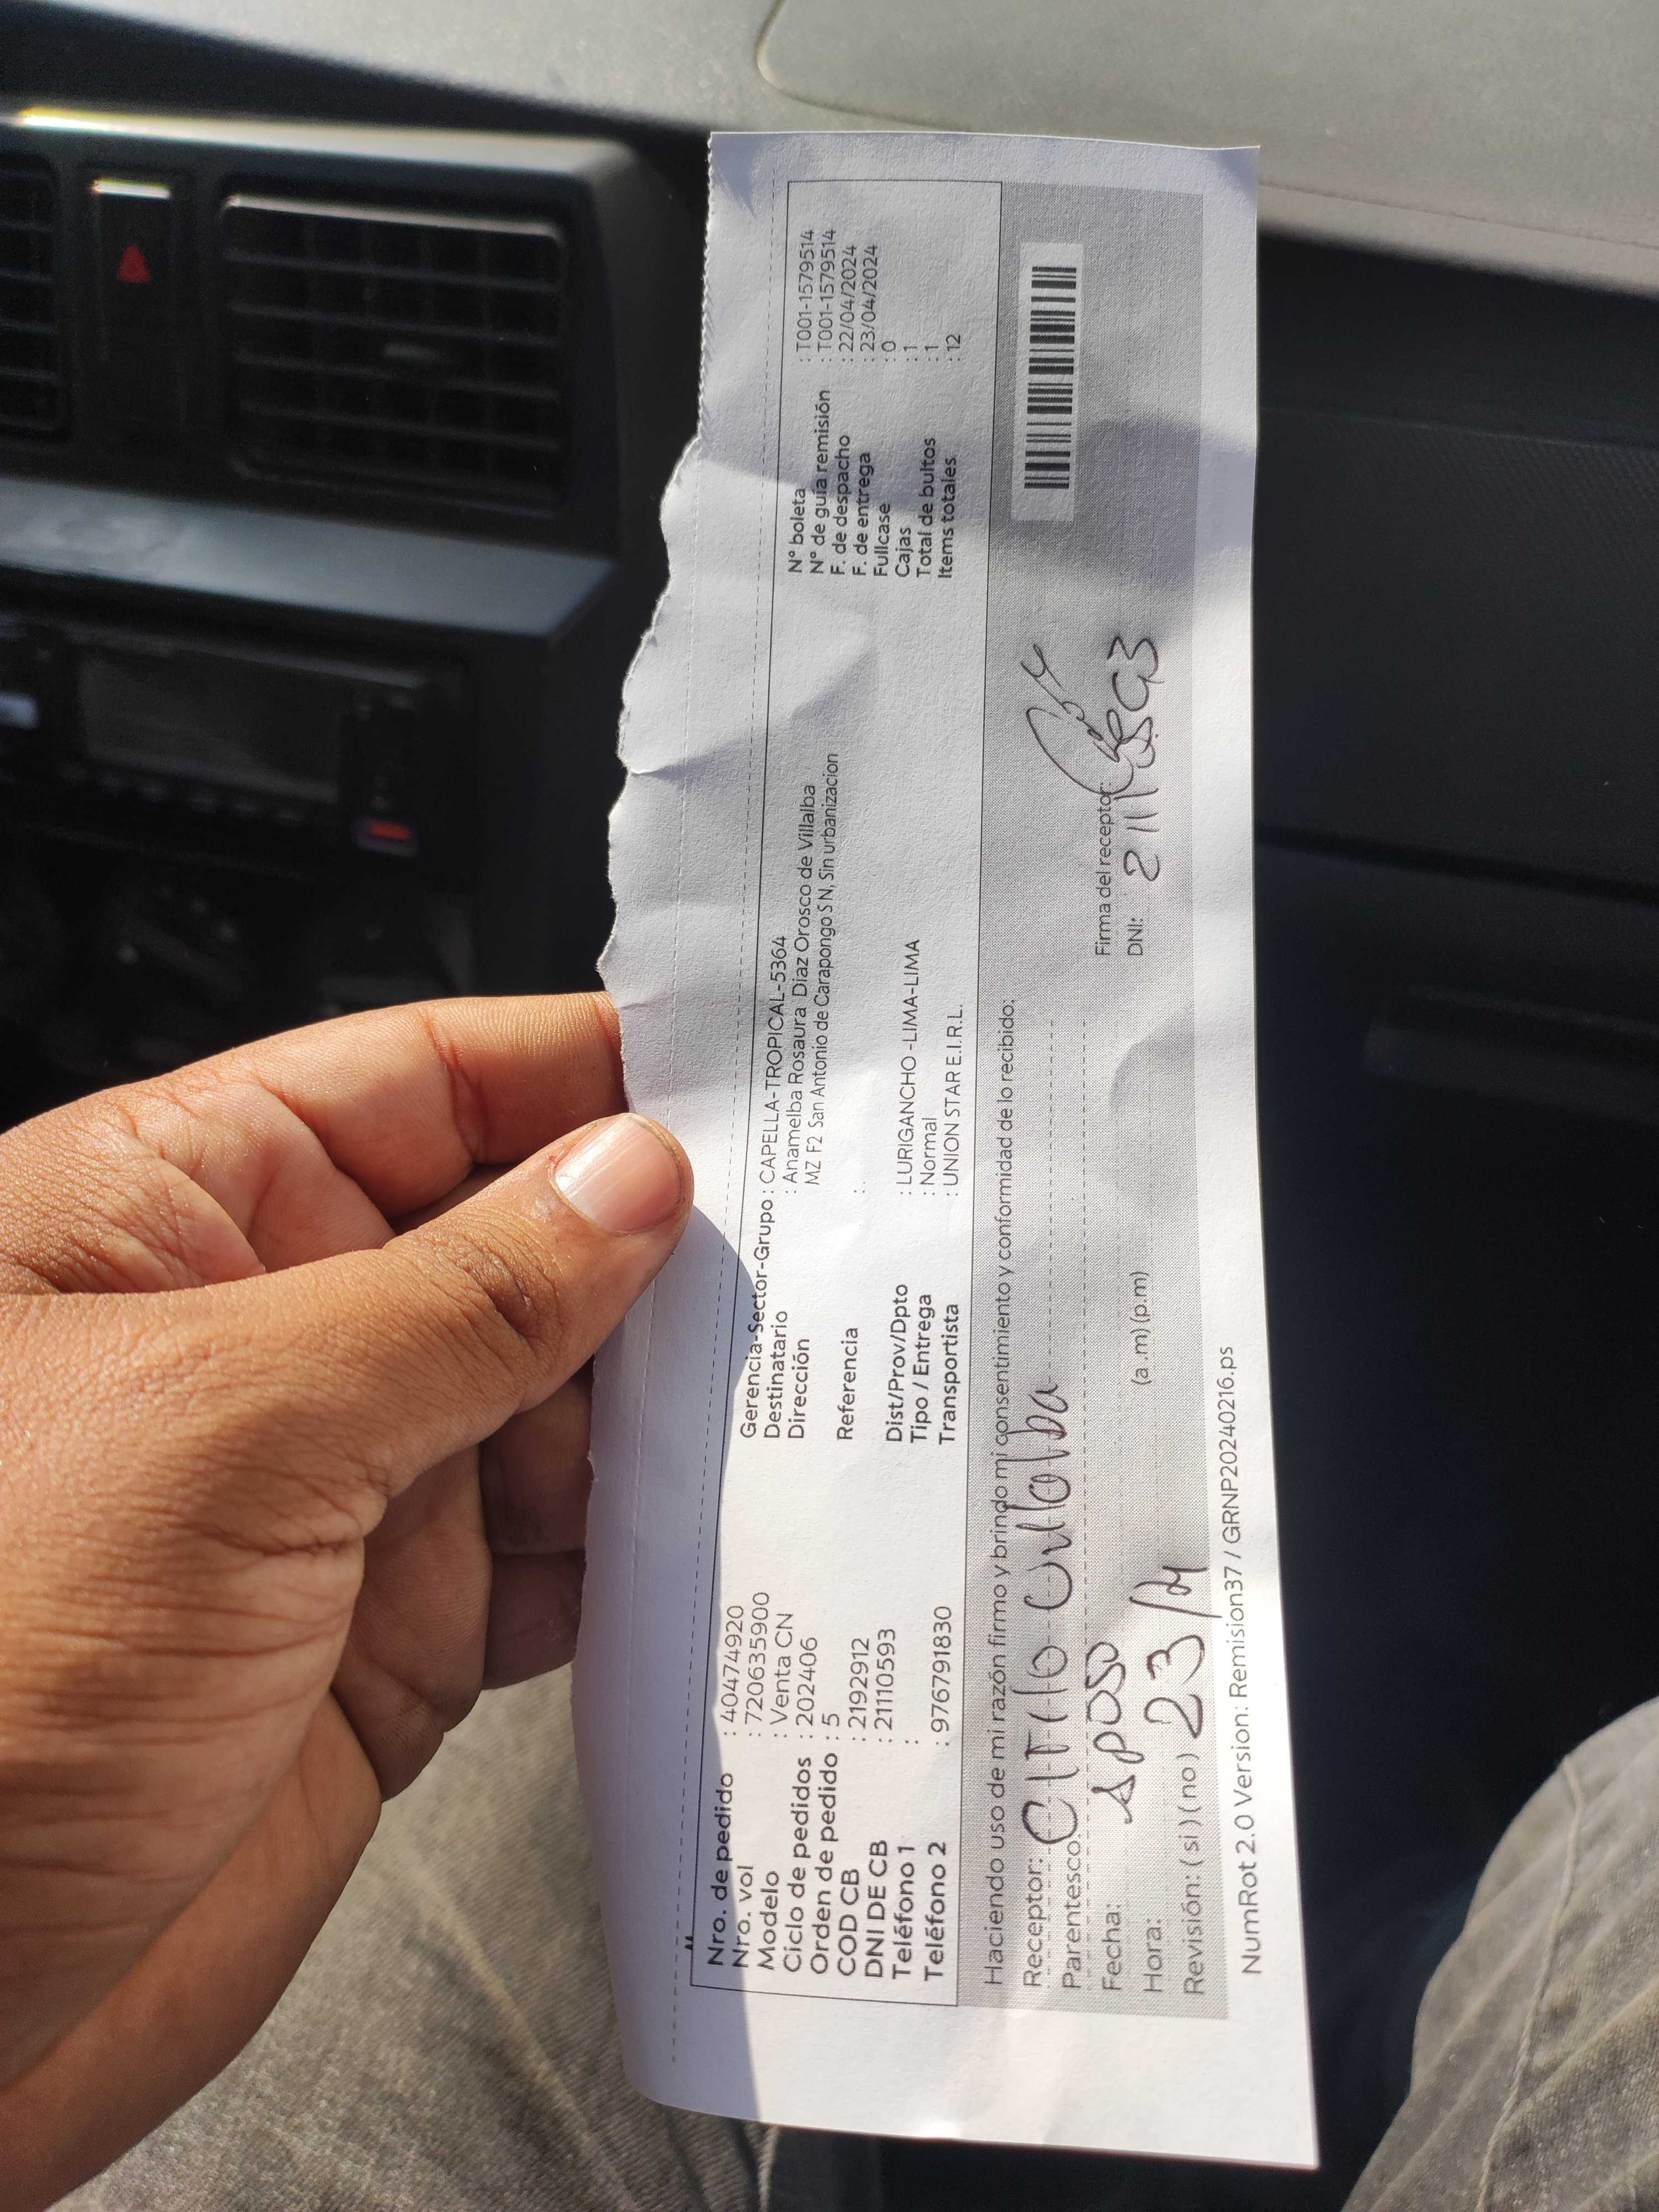 Nro. de pedido : 40474920
Nro. vol : 720635900
Modelo : Venta CN
Ciclo de pedidos : 202406
Orden de pedido : 5
COD CB : 2192912
DNI DE CB : 21110593
Teléfono 1 :
Teléfono 2 : 976791830
Gerencia-Sector-Grupo : CAPELLA-TROPICAL-5364
Destinatario : Anamelba Rosaura Diaz Orosco de Villalba
Dirección MZ F2 San Antonio de Carapongo S N, Sin urbanizacion
Referencia : .
Dist/Prov/Dpto : LURIGANCHO -LIMA-LIMA
Tipo / Entrega : Normal
Transportista : UNION STAR E.I.R.L.
N° boleta : T001-1579514
N° de guía remisión : T001-1579514
F. de despacho : 22/04/2024
F. de entrega : 23/04/2024
Fullcase : 0
Cajas : 1
Total de bultos : 1
Items totales : 12
Haciendo uso de mi razón firmo y brindo mi consentimiento y conformidad de lo recibido:
Receptor:
Parentesco:
Fecha: sposo
Hora: 23/4 (a.m) (p.m)
Revisión: ( si ) ( no )
Firma del receptor:
DNI:
NumRot 2.0 Version: Remision37 / GRNP20240216.ps